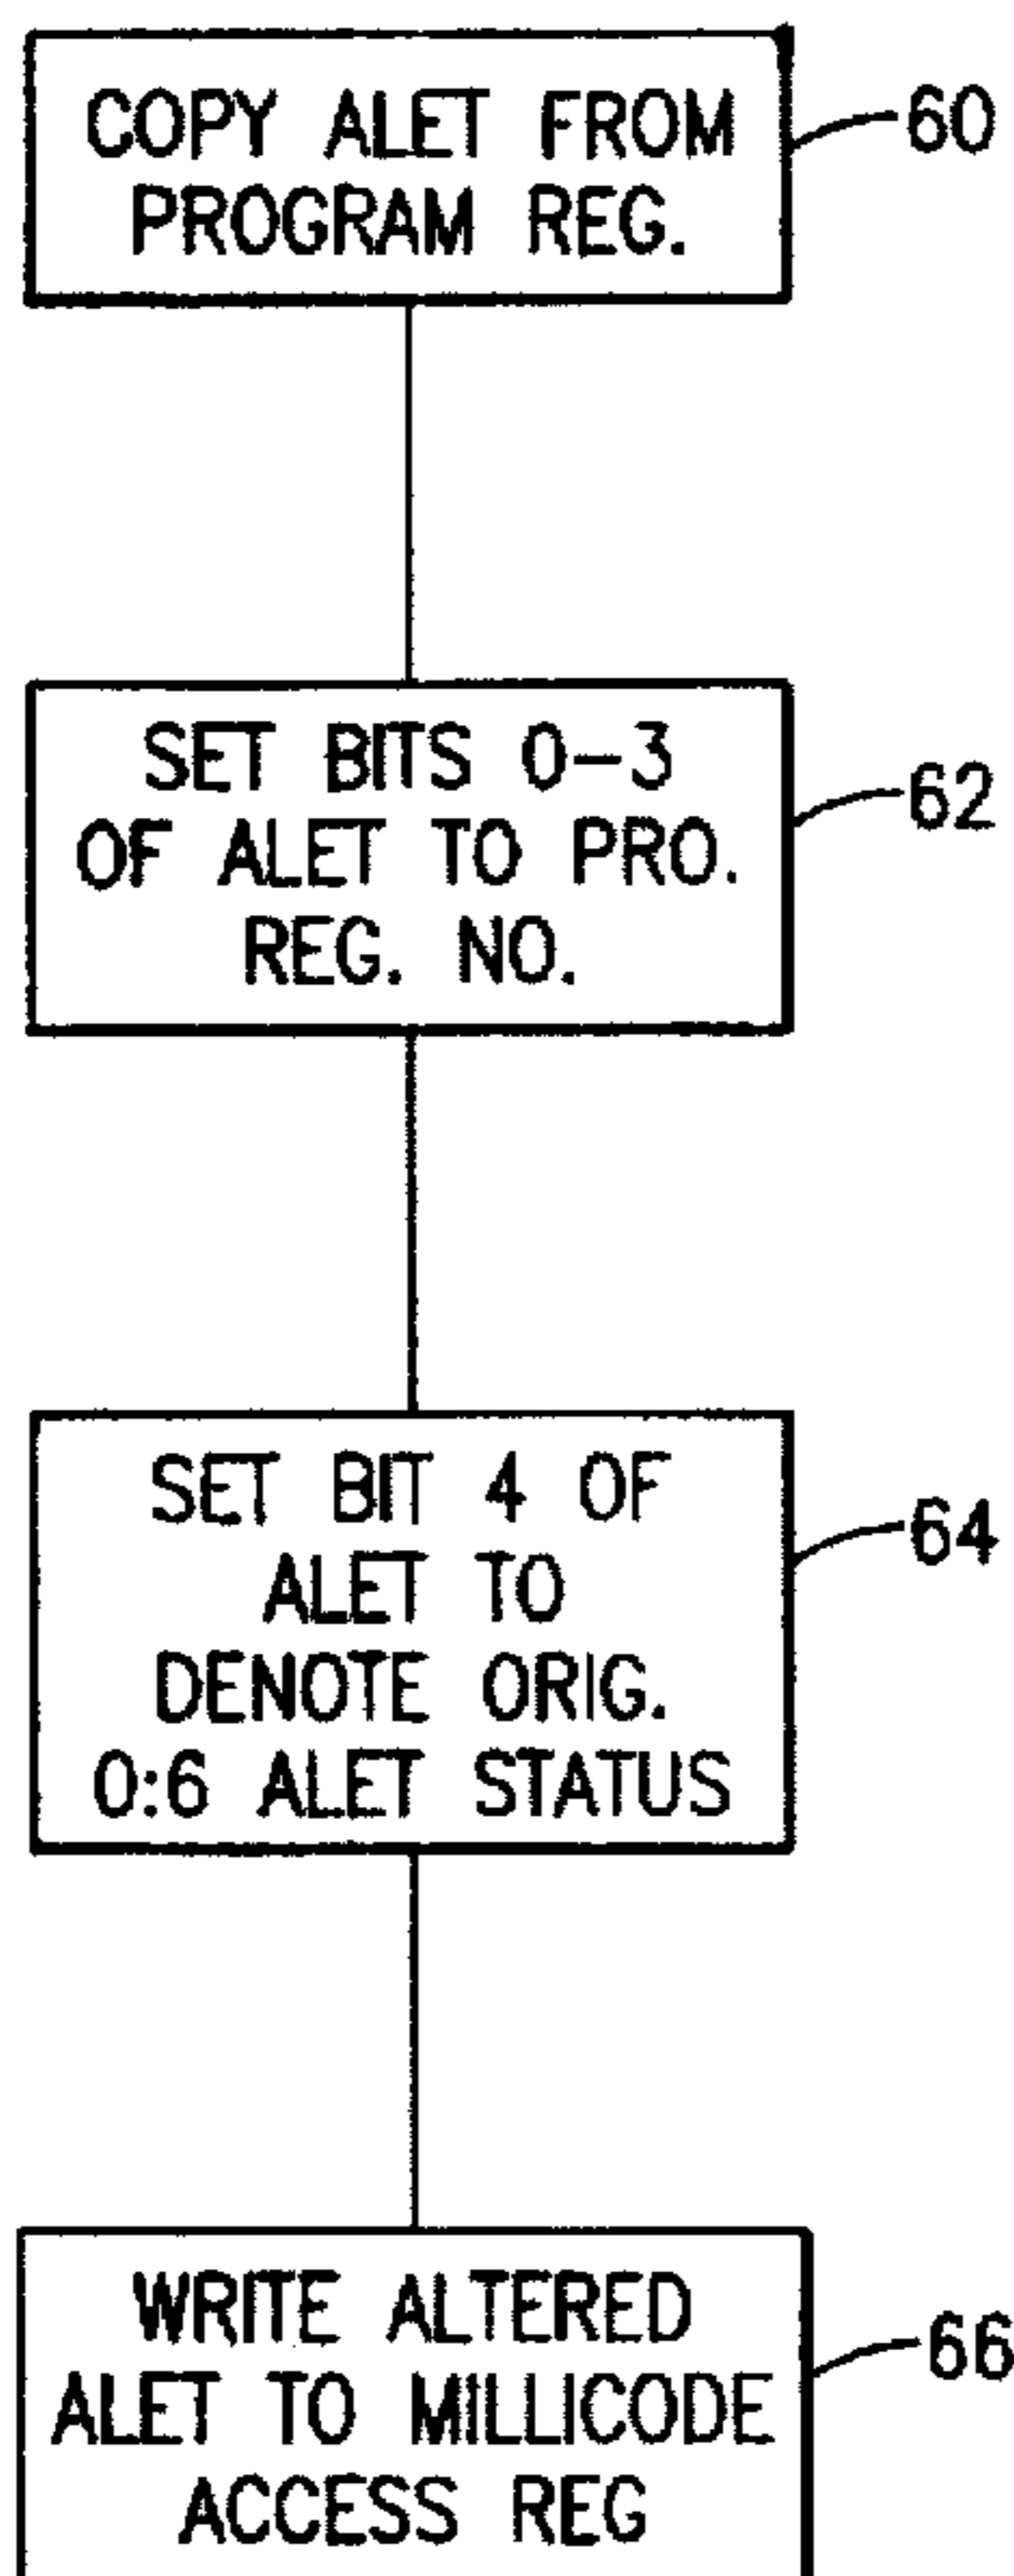 COPY ALET FROM
PROGRAM REG.
60
SET BITS 0-3
OF ALET TO PRO.
REG. NO.
62
SET BIT 4 OF
ALET TO
DENOTE ORIG.
0:6 ALET STATUS
64
WRITE ALTERED
ALET TO MILLICODE
ACCESS REG
66